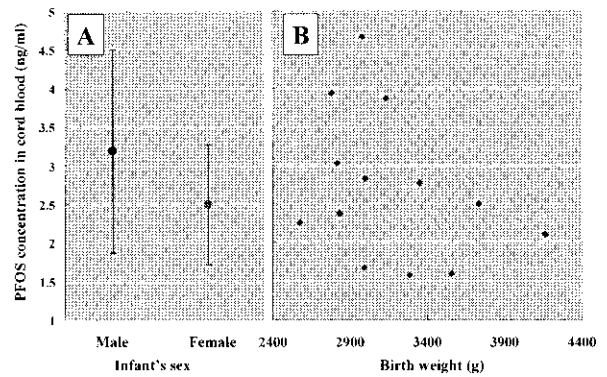 A
B
PFOS concentration in cord blood (ng/ml)
5
4.5
4
3.5
3
2.5
2
1.5
1
Male Female
2400 2900 3400 3900 4400
Infant's sex
Birth weight (g)